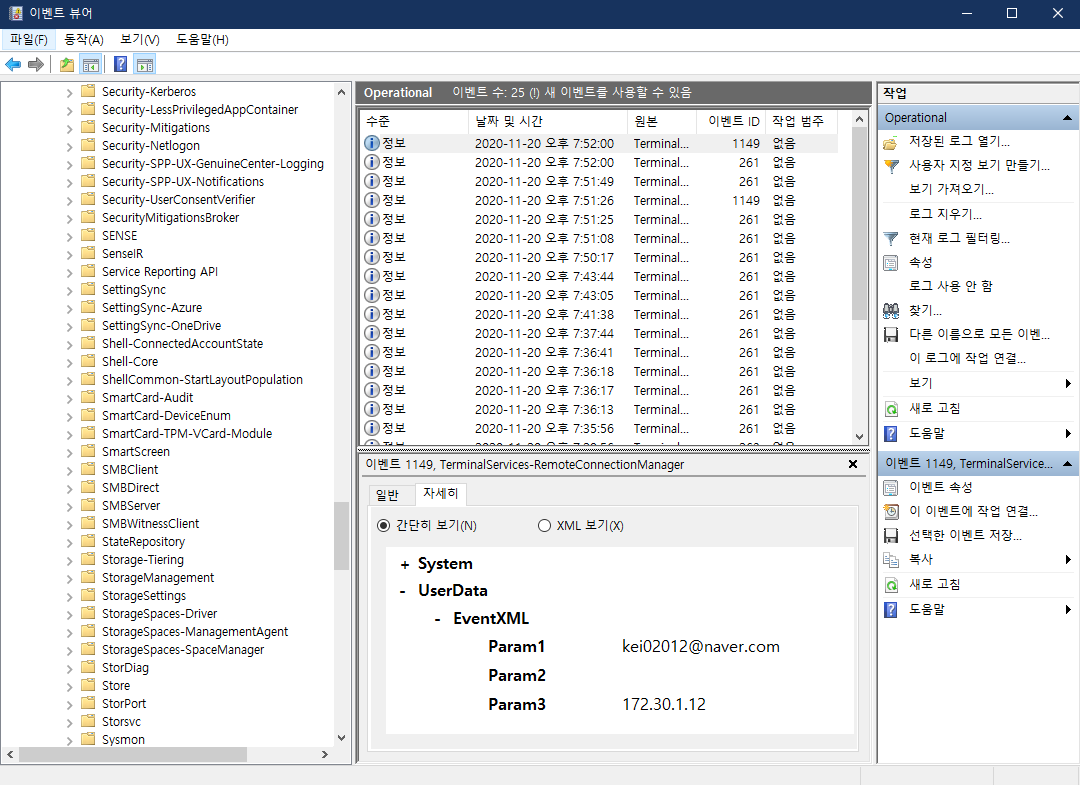 이벤트 뷰어
파일(F) 동작(A) 보기(V) 도움말(H)
Security-Kerberos
Security-LessPrivilegedAppContainer
Security-Mitigations
Security-Netlogon
Security-SPP-UX-GenuineCenter-Logging
Security-SPP-UX-Notifications
Security-UserConsentVerifier
SecurityMitigationsBroker
SENSE
SenseIR
Service Reporting API
SettingSync
SettingSync-Azure
SettingSync-OneDrive
Shell-ConnectedAccountState
Shell-Core
ShellCommon-StartLayoutPopulation
SmartCard-Audit
SmartCard-DeviceEnum
SmartCard-TPM-VCard-Module
SmartScreen
SMBClient
SMBDirect
SMBServer
SMBWitnessClient
StateRepository
Storage-Tiering
StorageManagement
StorageSettings
StorageSpaces-Driver
StorageSpaces-ManagementAgent
StorageSpaces-SpaceManager
StorDiag
Store
StorPort
Storsvc
Sysmon
Operational 이벤트 수: 25 (!) 새 이벤트를 사용할 수 있음
수준 날짜 및 시간 원본 이벤트 ID 작업 범주
정보 2020-11-20 오후 7:52:00 Terminal... 1149 없음
정보 2020-11-20 오후 7:52:00 Terminal... 261 없음
정보 2020-11-20 오후 7:51:49 Terminal... 261 없음
정보 2020-11-20 오후 7:51:26 Terminal... 1149 없음
정보 2020-11-20 오후 7:51:25 Terminal... 261 없음
정보 2020-11-20 오후 7:51:08 Terminal... 261 없음
정보 2020-11-20 오후 7:50:17 Terminal... 261 없음
정보 2020-11-20 오후 7:43:44 Terminal... 261 없음
정보 2020-11-20 오후 7:43:05 Terminal... 261 없음
정보 2020-11-20 오후 7:41:38 Terminal... 261 없음
정보 2020-11-20 오후 7:37:44 Terminal... 261 없음
정보 2020-11-20 오후 7:36:41 Terminal... 261 없음
정보 2020-11-20 오후 7:36:18 Terminal... 261 없음
정보 2020-11-20 오후 7:36:17 Terminal... 261 없음
정보 2020-11-20 오후 7:36:13 Terminal... 261 없음
정보 2020-11-20 오후 7:35:56 Terminal... 261 없음
이벤트 1149, TerminalServices-RemoteConnectionManager
일반 자세히
간단히 보기(N) XML 보기(X)
+ System
- UserData
- EventXML
Param1 kei02012@naver.com
Param2
Param3 172.30.1.12
작업
Operational
저장된 로그 열기...
사용자 지정 보기 만들기...
보기 가져오기...
로그 지우기...
현재 로그 필터링...
속성
로그 사용 안 함
찾기...
다른 이름으로 모든 이벤...
이 로그에 작업 연결...
보기
새로 고침
도움말
이벤트 1149, TerminalService...
이벤트 속성
이 이벤트에 작업 연결...
선택한 이벤트 저장...
복사
새로 고침
도움말